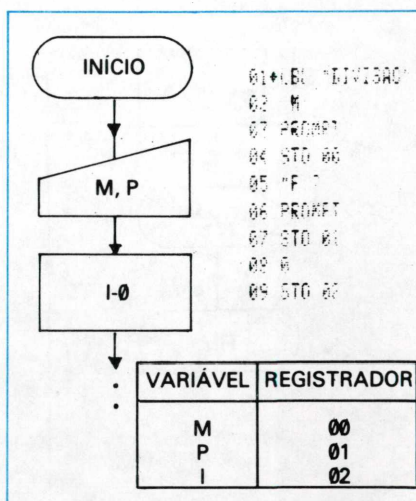 INÍCIO
M, P
I-0
01♦LBL "DIVISAO"
02 "M
03 PROMPT
04 STO 00
05 "P
06 PROMPT
07 STO 01
08 0
09 STO 02
VARIÁVEL REGISTRADOR
M 00
P 01
I 02